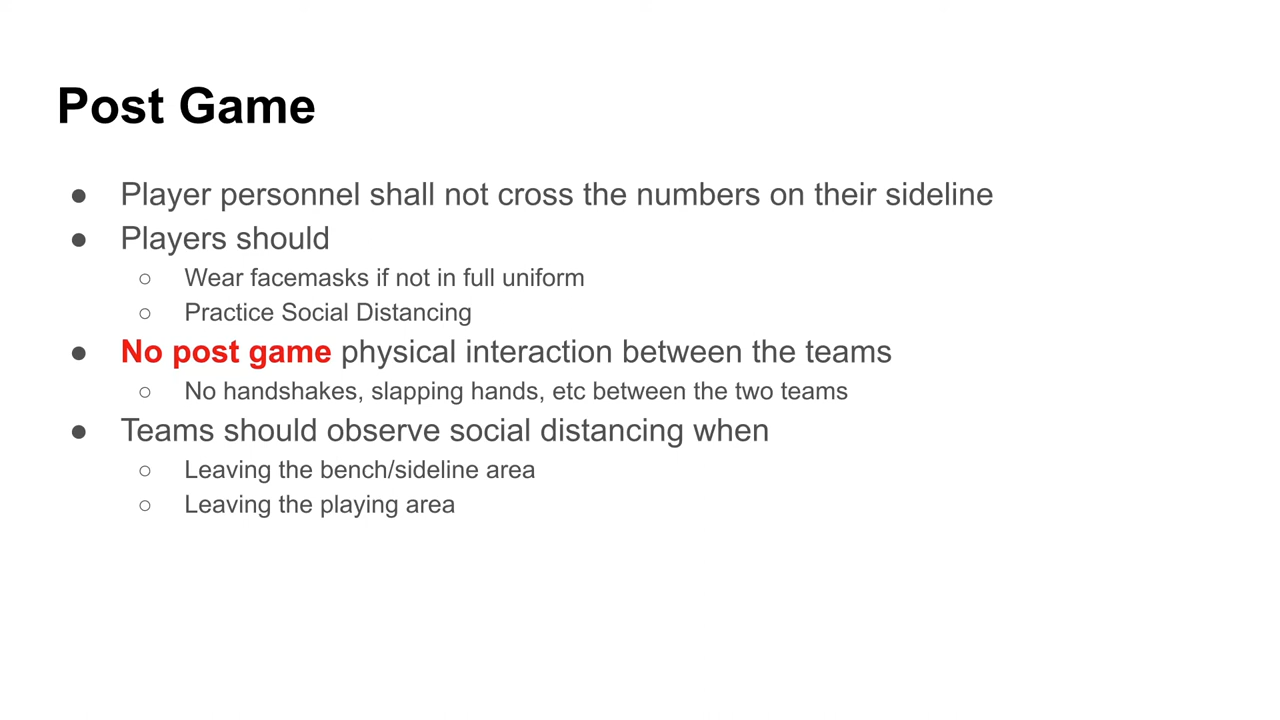 Post Game
● Player personnel shall not cross the numbers on their sideline
● Players should
○ Wear facemasks if not in full uniform
○ Practice Social Distancing
● No post game physical interaction between the teams
○ No handshakes, slapping hands, etc between the two teams
● Teams should observe social distancing when
○ Leaving the bench/sideline area
○ Leaving the playing area